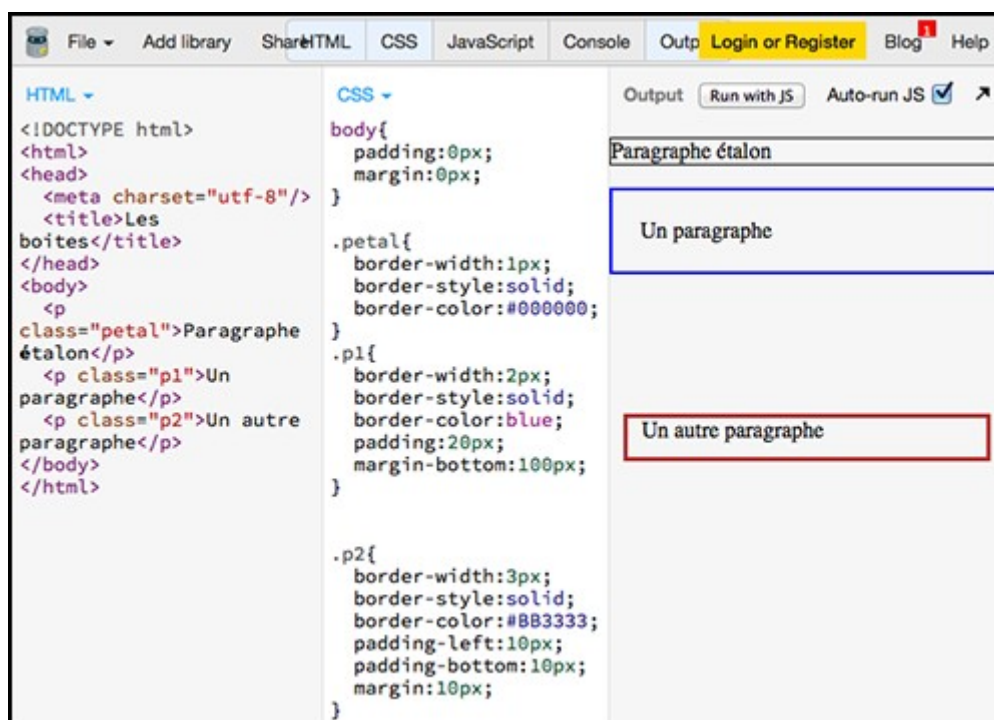 File Add library Share HTML CSS JavaScript Console Outp Login or Register Blog 1 Help
HTML
<!DOCTYPE html>
<html>
<head>
<meta charset="utf-8"/>
<title>Les
boites</title>
</head>
<body>
<p
class="petal">Paragraphe
étalon</p>
<p class="p1">Un
paragraphe</p>
<p class="p2">Un autre
paragraphe</p>
</body>
</html>
CSS
body{
padding:0px;
margin:0px;
}
.petal{
border-width:1px;
border-style:solid;
border-color:#000000;
}
.p1{
border-width:2px;
border-style:solid;
border-color:blue;
padding:20px;
margin-bottom:100px;
}
.p2{
border-width:3px;
border-style:solid;
border-color:#BB3333;
padding-left:10px;
padding-bottom:10px;
margin:10px;
}
Output Run with JS Auto-run JS
Paragraphe étalon
Un paragraphe
Un autre paragraphe